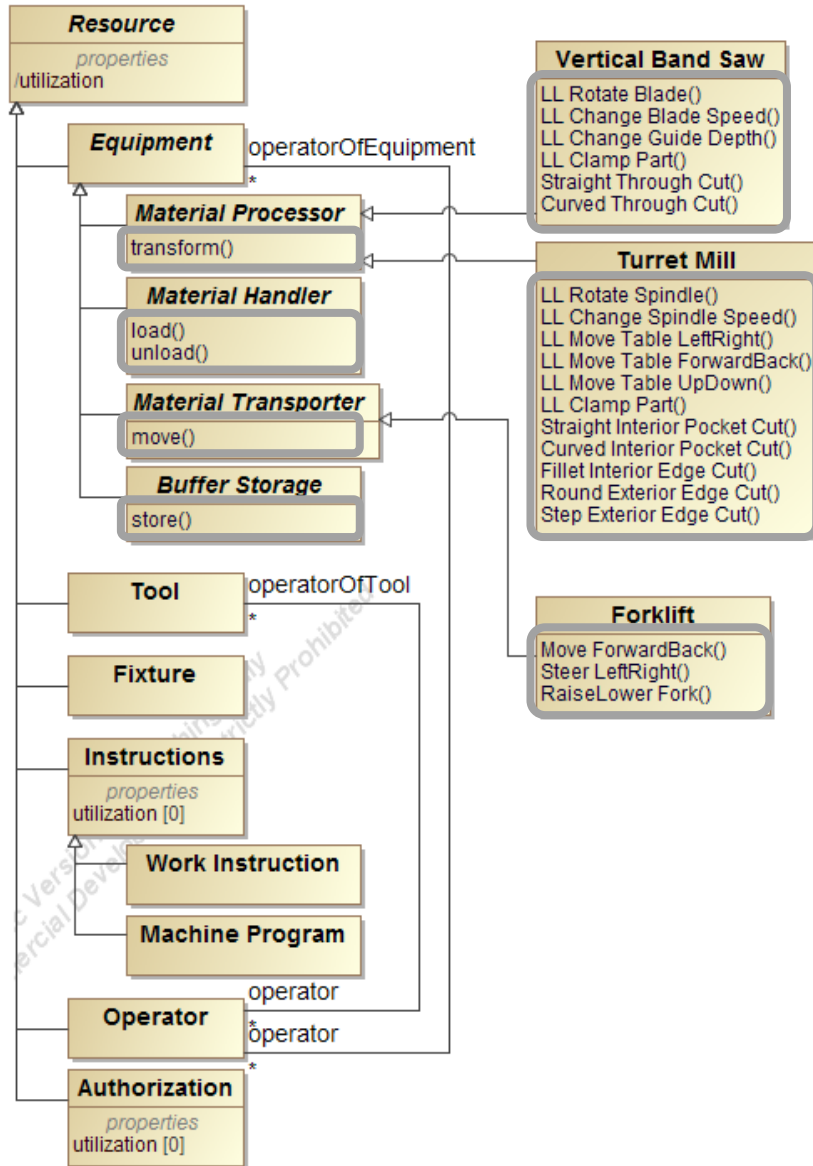 Resource
properties
/utilization
Equipment
operatorOfEquipment
*
Material Processor
transform()
Material Handler
load()
unload()
Material Transporter
move()
Buffer Storage
store()
Tool
operatorOfTool
*
Fixture
Instructions
properties
utilization [0]
Work Instruction
Machine Program
Operator
operator
*
operator
*
Authorization
properties
utilization [0]
Vertical Band Saw
LL Rotate Blade()
LL Change Blade Speed()
LL Change Guide Depth()
LL Clamp Part()
Straight Through Cut()
Curved Through Cut()
Turret Mill
LL Rotate Spindle()
LL Change Spindle Speed()
LL Move Table LeftRight()
LL Move Table ForwardBack()
LL Move Table UpDown()
LL Clamp Part()
Straight Interior Pocket Cut()
Curved Interior Pocket Cut()
Fillet Interior Edge Cut()
Round Exterior Edge Cut()
Step Exterior Edge Cut()
Forklift
Move ForwardBack()
Steer LeftRight()
RaiseLower Fork()
Prohibited